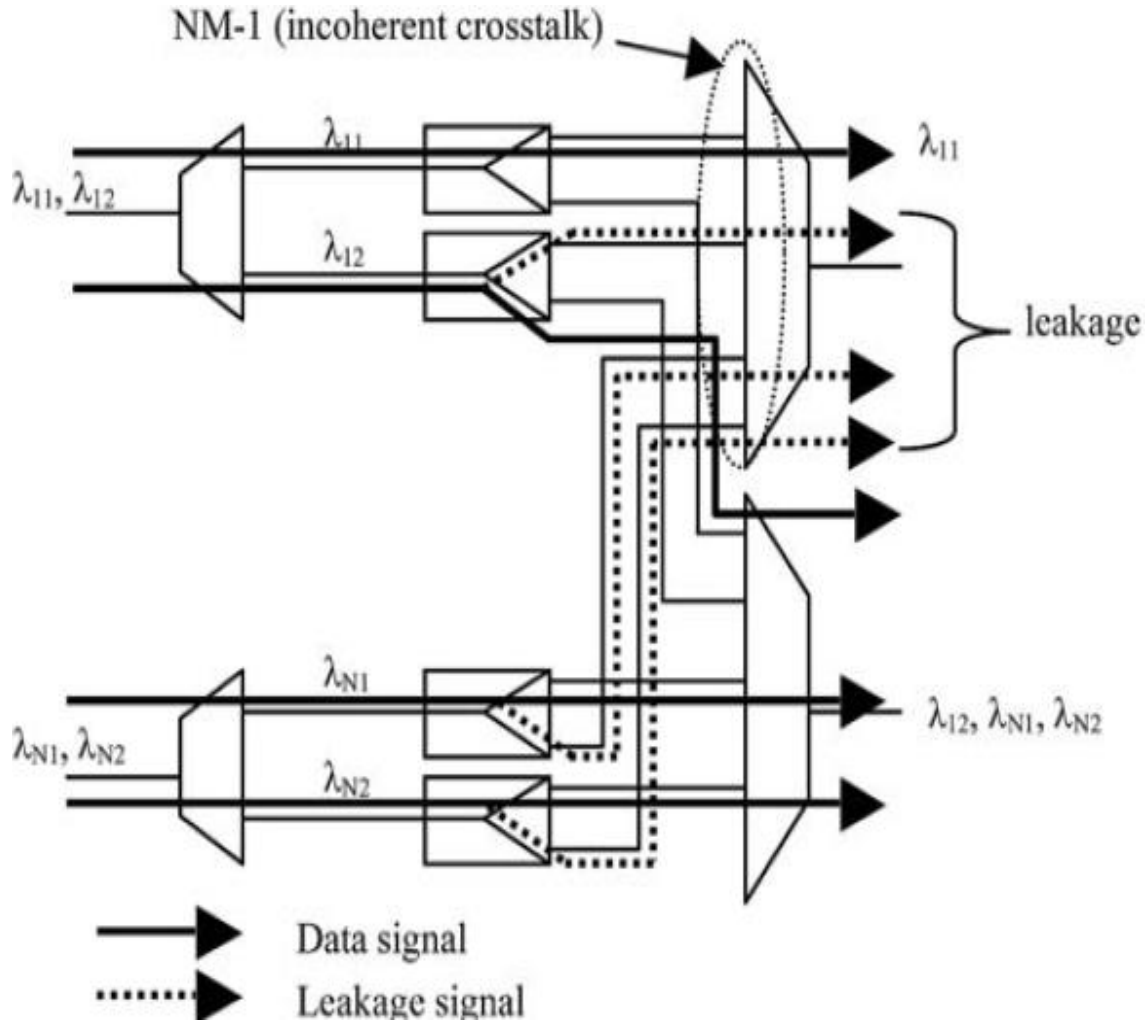 NM-1 (incoherent crosstalk)
λ11
λ11
λ11, λ12
λ12
leakage
λN1
λN1, λN2
λ12, λN1, λN2
λN2
Data signal
Leakage signal